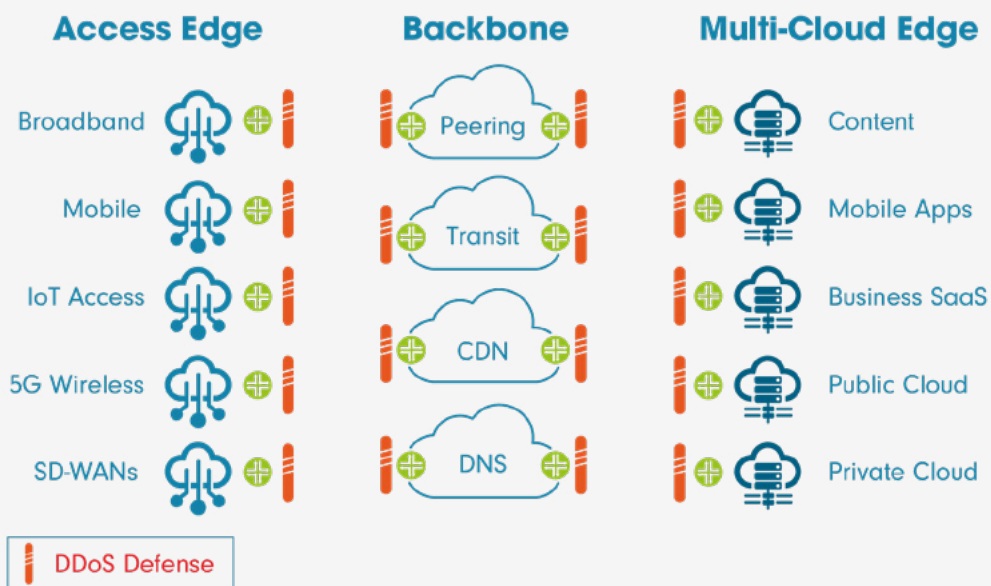 Access Edge
Backbone
Multi-Cloud Edge
Broadband
Peering
Content
Mobile
Transit
Mobile Apps
IoT Access
Business SaaS
CDN
5G Wireless
Public Cloud
SD-WANs
DNS
Private Cloud
DDoS Defense